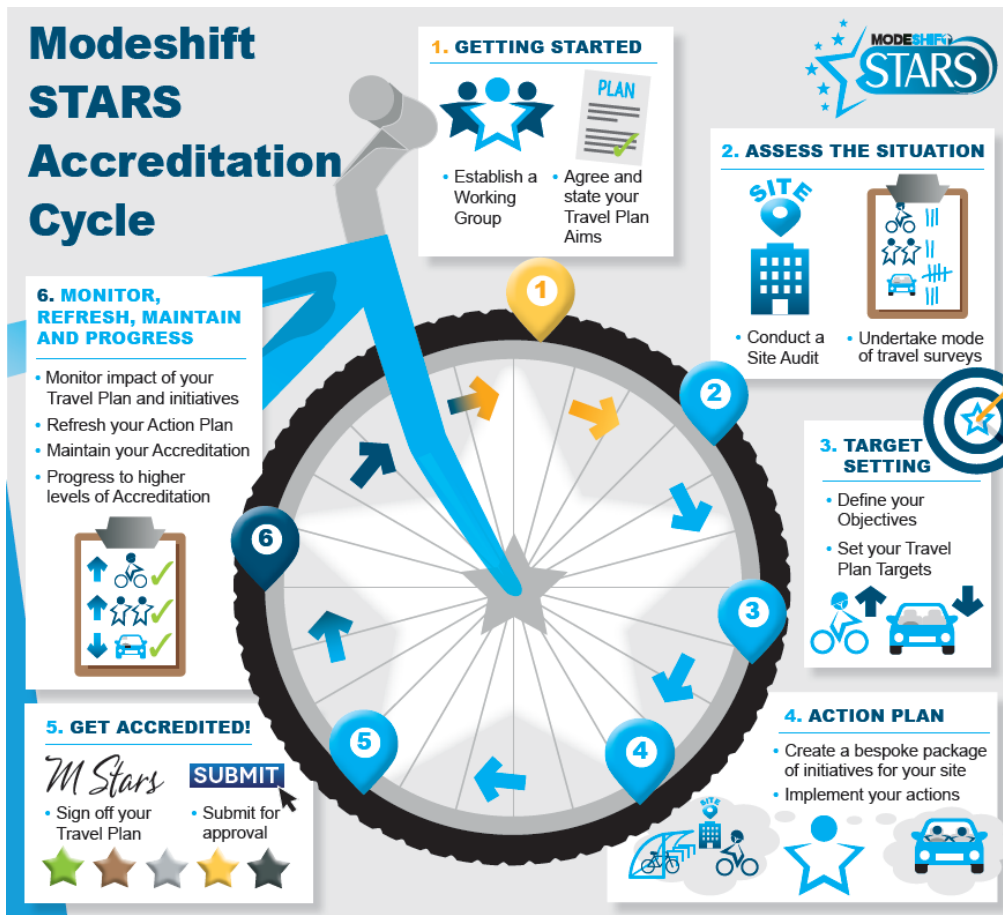 Modeshift
STARS
Accreditation
Cycle
MODESHIFT
STARS
1. GETTING STARTED
PLAN
• Establish a
Working
Group
• Agree and
state your
Travel Plan
Aims
2. ASSESS THE SITUATION
SITE
• Conduct a
Site Audit
• Undertake mode
of travel surveys
3. TARGET
SETTING
• Define your
Objectives
• Set your Travel
Plan Targets
4. ACTION PLAN
• Create a bespoke package
of initiatives for your site
• Implement your actions
SITE
5. GET ACCREDITED!
M Stars
SUBMIT
• Sign off your
Travel Plan
• Submit for
approval
6. MONITOR,
REFRESH, MAINTAIN
AND PROGRESS
• Monitor impact of your
Travel Plan and initiatives
• Refresh your Action Plan
• Maintain your Accreditation
• Progress to higher
levels of Accreditation
1
2
3
4
5
6